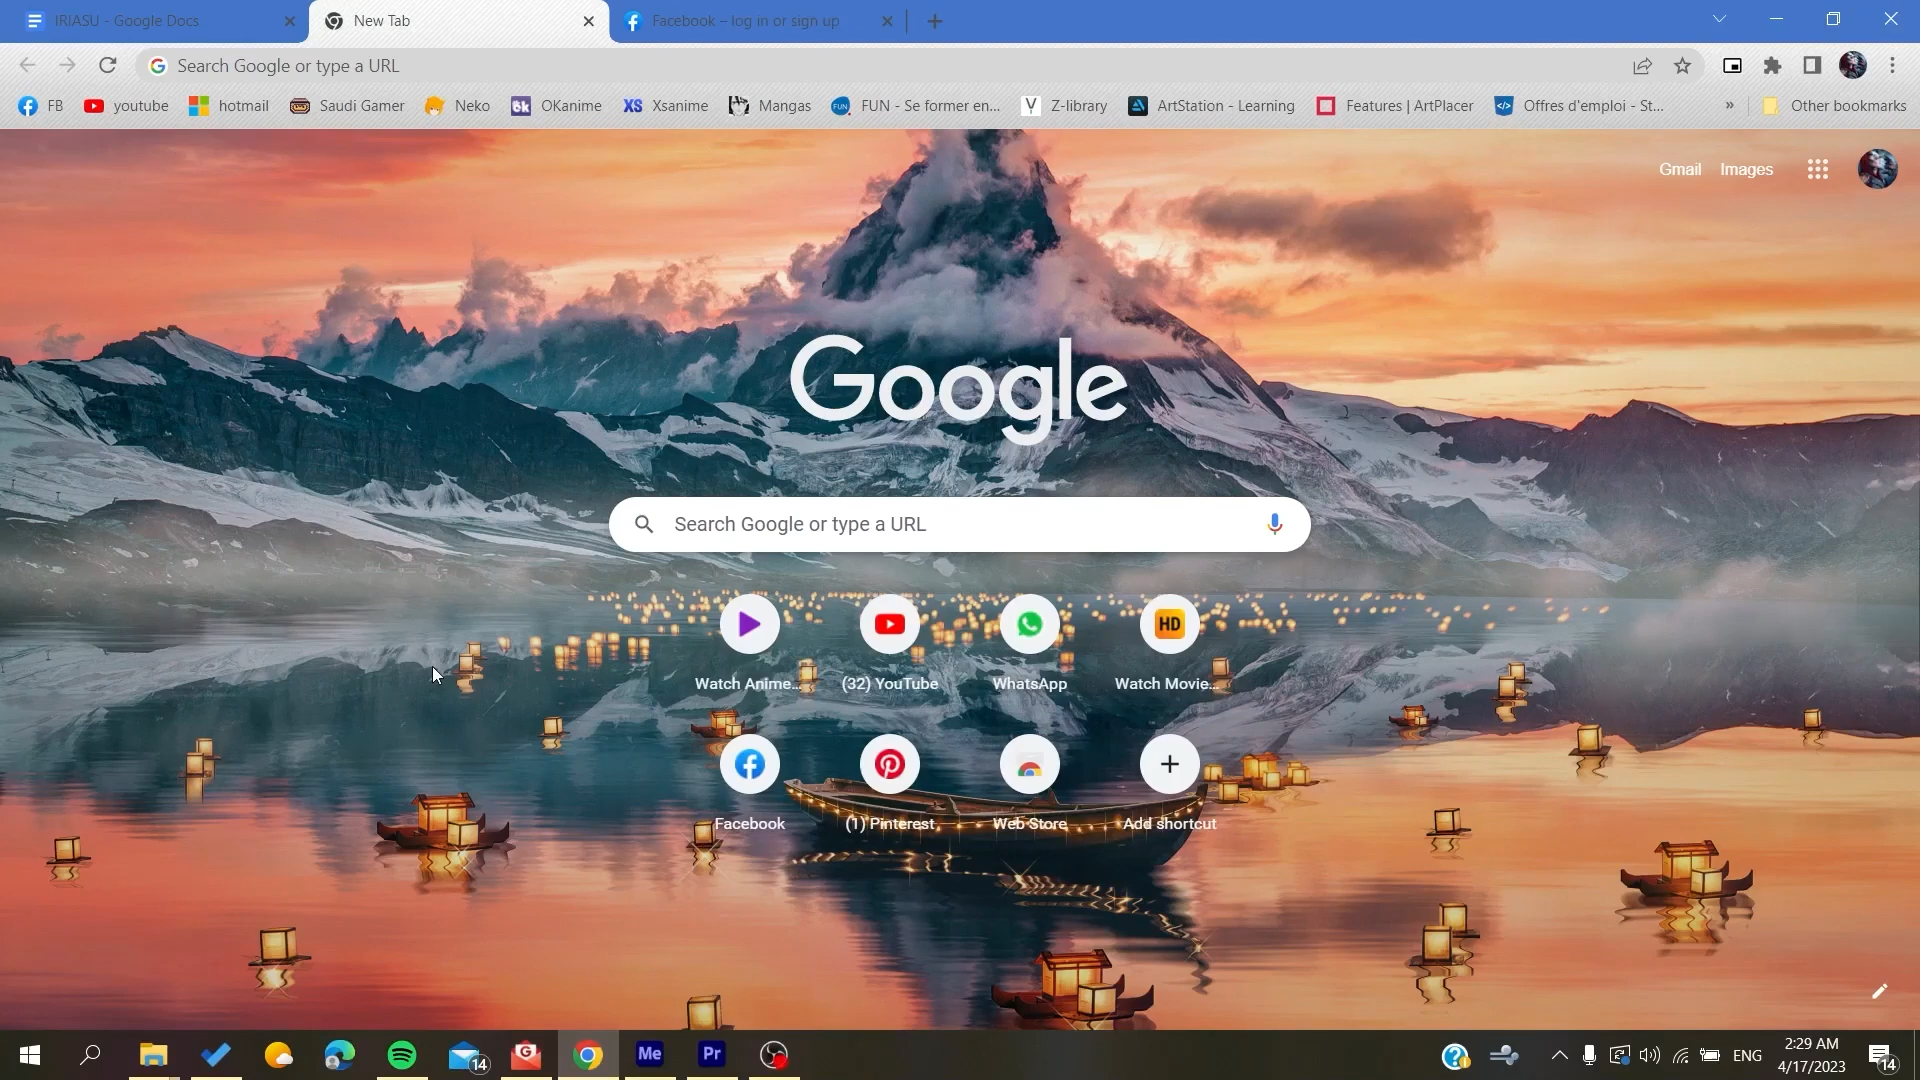 IRIASU - Google Docs
New Tab
Facebook – log in or sign up
Search Google or type a URL
FB
youtube
hotmail
Saudi Gamer
Neko
OKanime
Xsanime
Mangas
FUN - Se former en...
Z-library
ArtStation - Learning
Features | ArtPlacer
Offres d'emploi - St...
»
Other bookmarks
Gmail
Images
Google
Search Google or type a URL
Watch Anime...
(32) YouTube
WhatsApp
Watch Movie...
Facebook
(1) Pinterest
Web Store
Add shortcut
14
Me
Pr
ENG
2:29 AM
4/17/2023
14